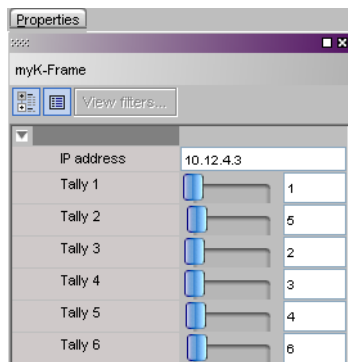 Properties
myK-Frame
View filters...
IP address 10.12.4.3
Tally 1 1
Tally 2 5
Tally 3 2
Tally 4 3
Tally 5 4
Tally 6 6